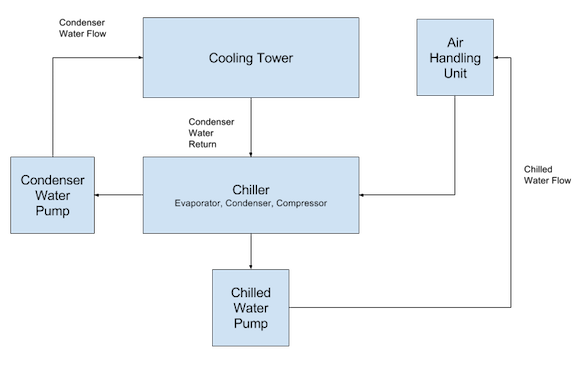 Condenser
Water Flow
Cooling Tower
Air
Handling
Unit
Condenser
Water
Return
Chilled
Water Flow
Condenser
Water
Pump
Chiller
Evaporator, Condenser, Compressor
Chilled
Water
Pump